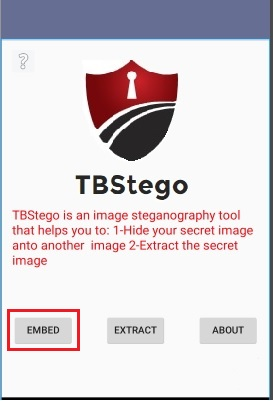 ?
TBStego
TBStego is an image steganography tool
that helps you to: 1-Hide your secret image
anto another image 2-Extract the secret
image
EMBED EXTRACT ABOUT